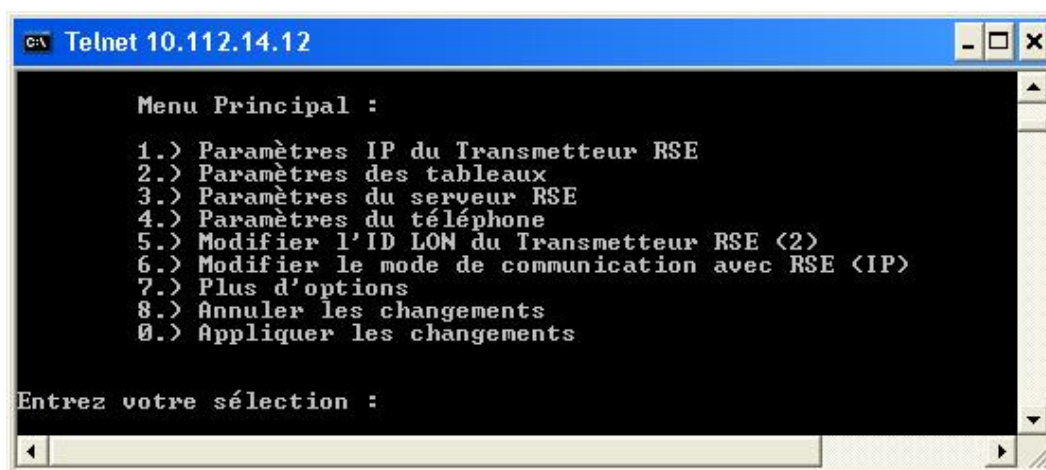 Telnet 10.112.14.12
Menu Principal :
1.) Paramètres IP du Transmetteur RSE
2.) Paramètres des tableaux
3.) Paramètres du serveur RSE
4.) Paramètres du téléphone
5.) Modifier l'ID LON du Transmetteur RSE (2)
6.) Modifier le mode de communication avec RSE (IP)
7.) Plus d'options
8.) Annuler les changements
0.) Appliquer les changements
Entrez votre sélection :